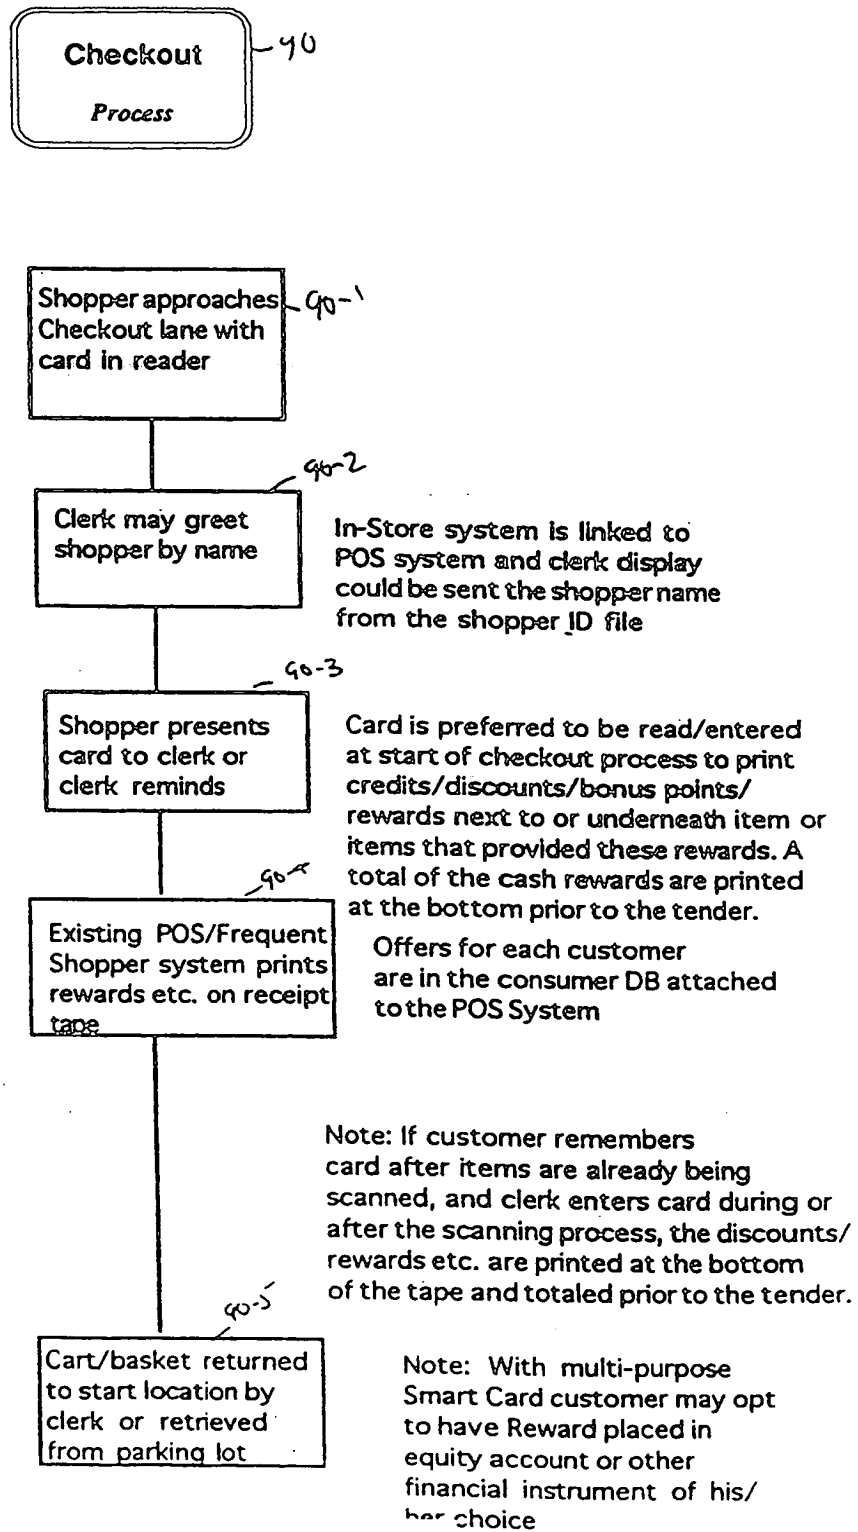 Checkout
90
Process
Shopper approaches
Checkout lane with
card in reader
90-1
90-2
Clerk may greet
shopper by name
In-Store system is linked to
POS system and clerk display
could be sent the shopper name
from the shopper ID file
90-3
Shopper presents
card to clerk or
clerk reminds
Card is preferred to be read/entered
at start of checkout process to print
credits/discounts/bonus points/
rewards next to or underneath item or
items that provided these rewards. A
total of the cash rewards are printed
at the bottom prior to the tender.
90-4
Existing POS/Frequent
Shopper system prints
rewards etc. on receipt
tape
Offers for each customer
are in the consumer DB attached
to the POS System
Note: If customer remembers
card after items are already being
scanned, and clerk enters card during or
after the scanning process, the discounts/
rewards etc. are printed at the bottom
of the tape and totaled prior to the tender.
90-5
Cart/basket returned
to start location by
clerk or retrieved
from parking lot
Note: With multi-purpose
Smart Card customer may opt
to have Reward placed in
equity account or other
financial instrument of his/
her choice